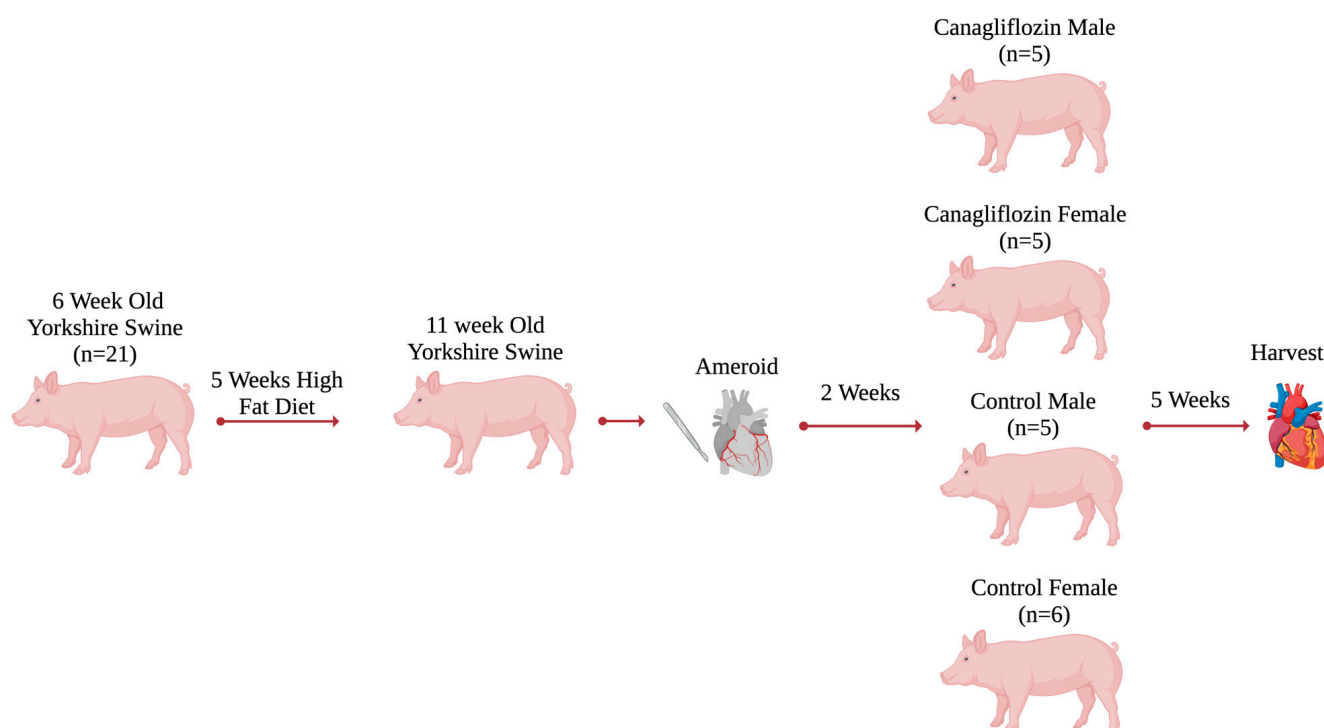 6 Week Old
Yorkshire Swine
(n=21)
5 Weeks High
Fat Diet
11 week Old
Yorkshire Swine
Ameroid
2 Weeks
Canagliflozin Male
(n=5)
Canagliflozin Female
(n=5)
Control Male
(n=5)
Control Female
(n=6)
5 Weeks
Harvest